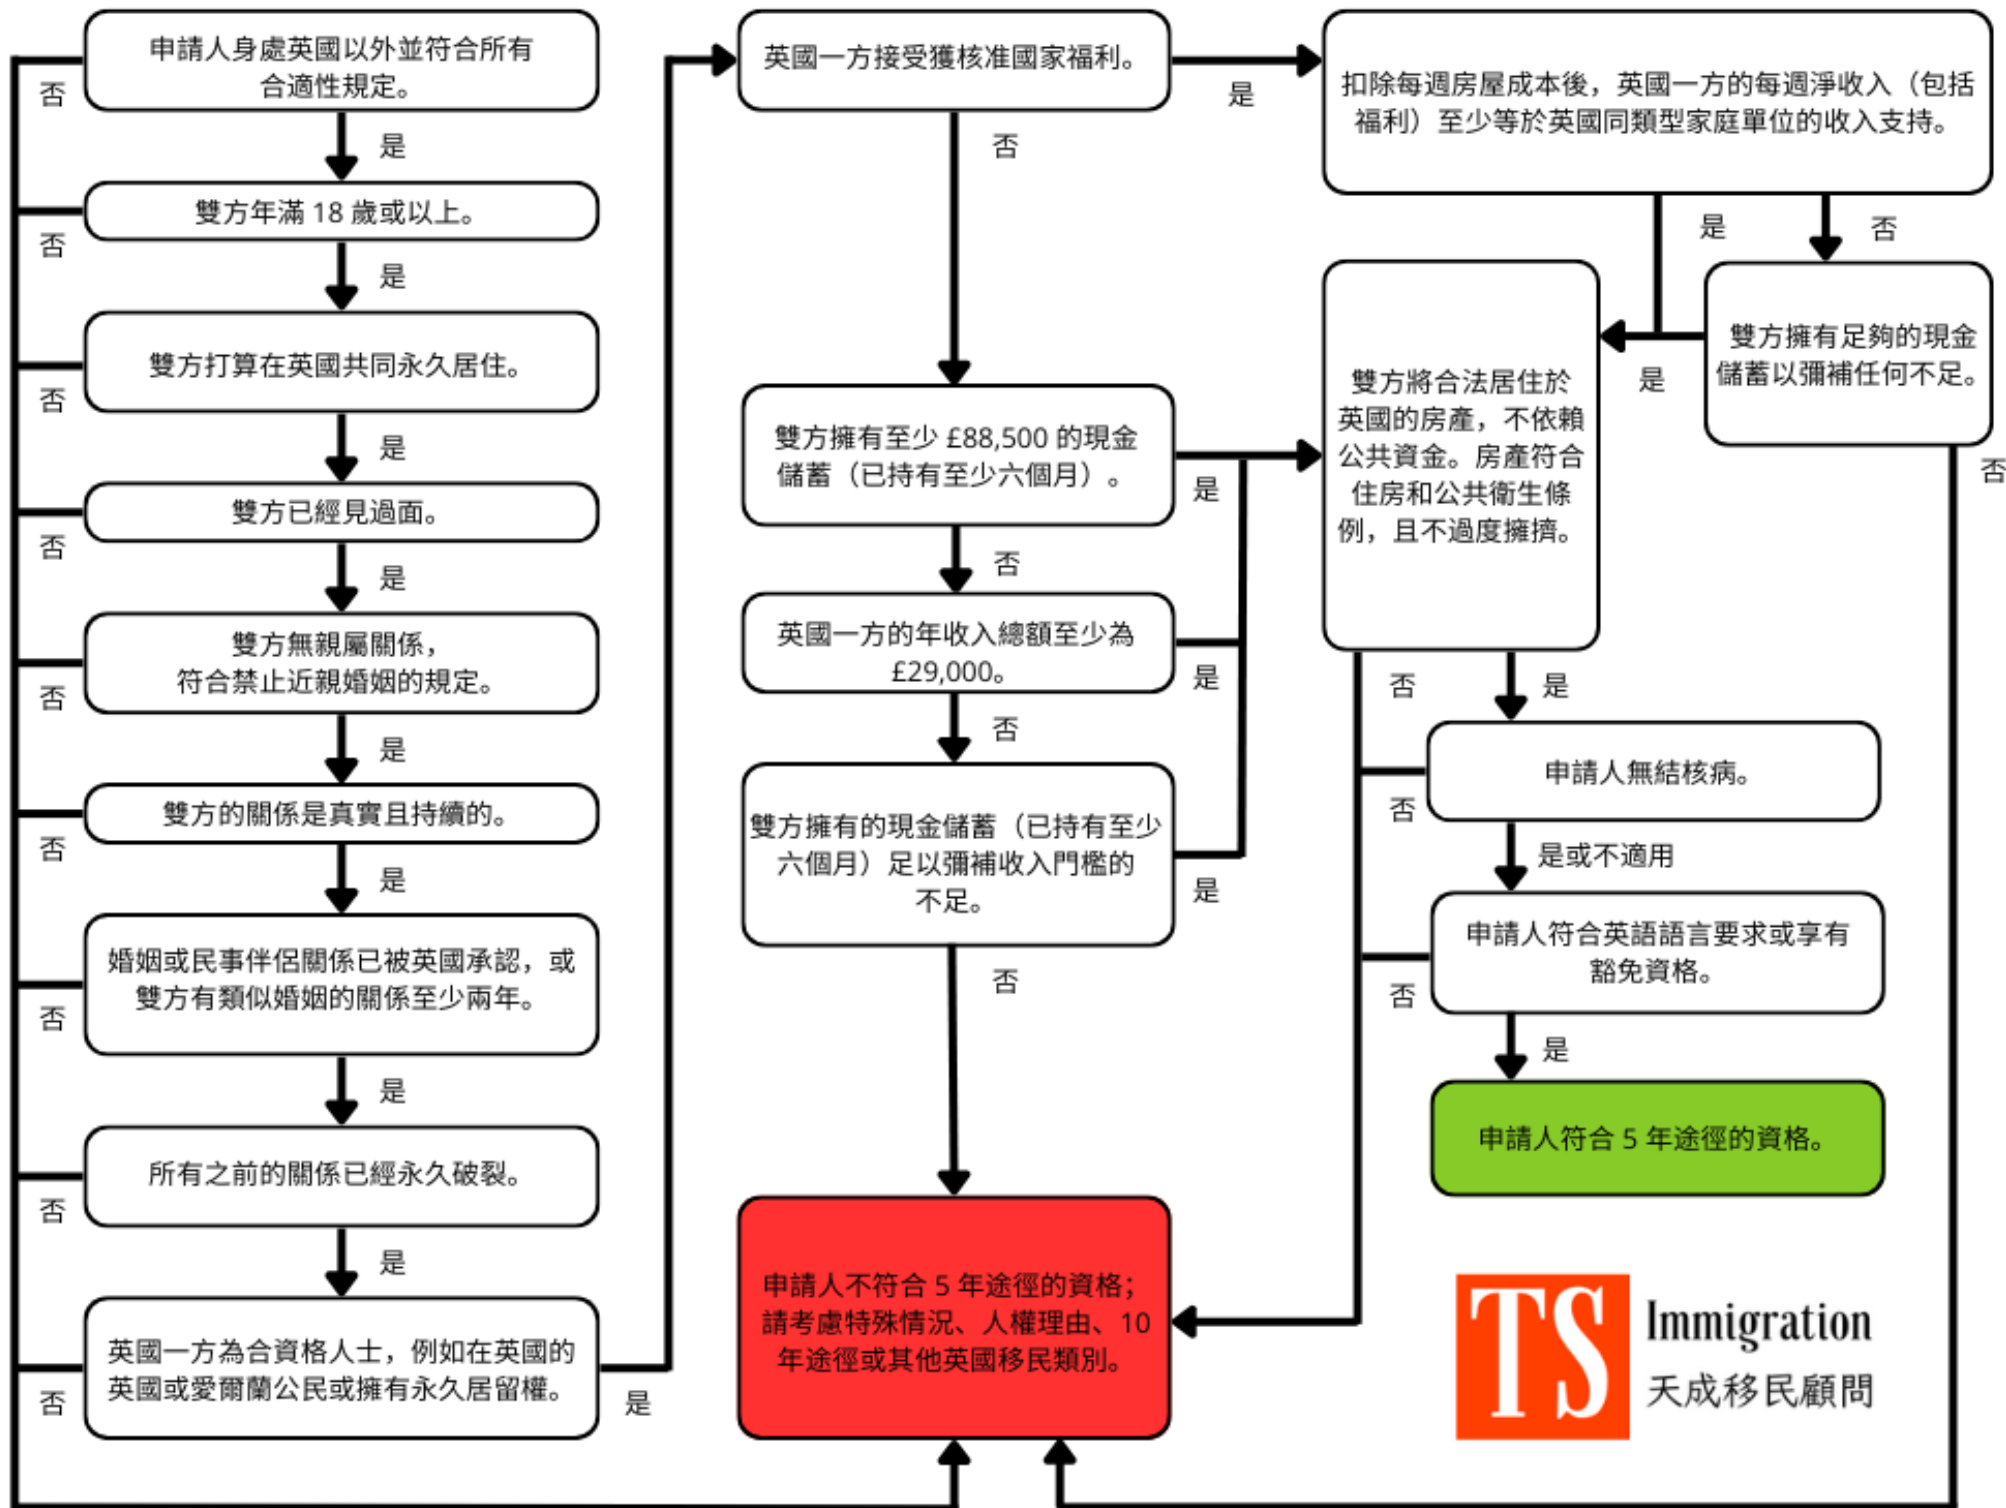 申請人身處英國以外並符合所有
合適性規定。
否
是
雙方年滿 18 歲或以上。
否
是
雙方打算在英國共同永久居住。
否
是
雙方已經見過面。
否
是
雙方無親屬關係，
符合禁止近親婚姻的規定。
否
是
雙方的關係是真實且持續的。
否
是
婚姻或民事伴侶關係已被英國承認，或
雙方有類似婚姻的關係至少兩年。
否
是
所有之前的關係已經永久破裂。
否
是
英國一方為合資格人士，例如在英國的
英國或愛爾蘭公民或擁有永久居留權。
否
是
英國一方接受獲核准國家福利。
是
否
雙方擁有至少 £88,500 的現金
儲蓄（已持有至少六個月）。
是
否
英國一方的年收入總額至少為
£29,000。
是
否
雙方擁有的現金儲蓄（已持有至少
六個月）足以彌補收入門檻的
不足。
是
否
申請人不符合 5 年途徑的資格；
請考慮特殊情況、人權理由、10
年途徑或其他英國移民類別。
扣除每週房屋成本後，英國一方的每週淨收入（包括
福利）至少等於英國同類型家庭單位的收入支持。
是
否
雙方擁有足夠的現金
儲蓄以彌補任何不足。
是
否
雙方將合法居住於
英國的房產，不依賴
公共資金。房產符合
住房和公共衛生條
例，且不過度擁擠。
否
是
申請人無結核病。
否
是或不適用
申請人符合英語語言要求或享有
豁免資格。
否
是
申請人符合 5 年途徑的資格。
TS
Immigration
天成移民顧問